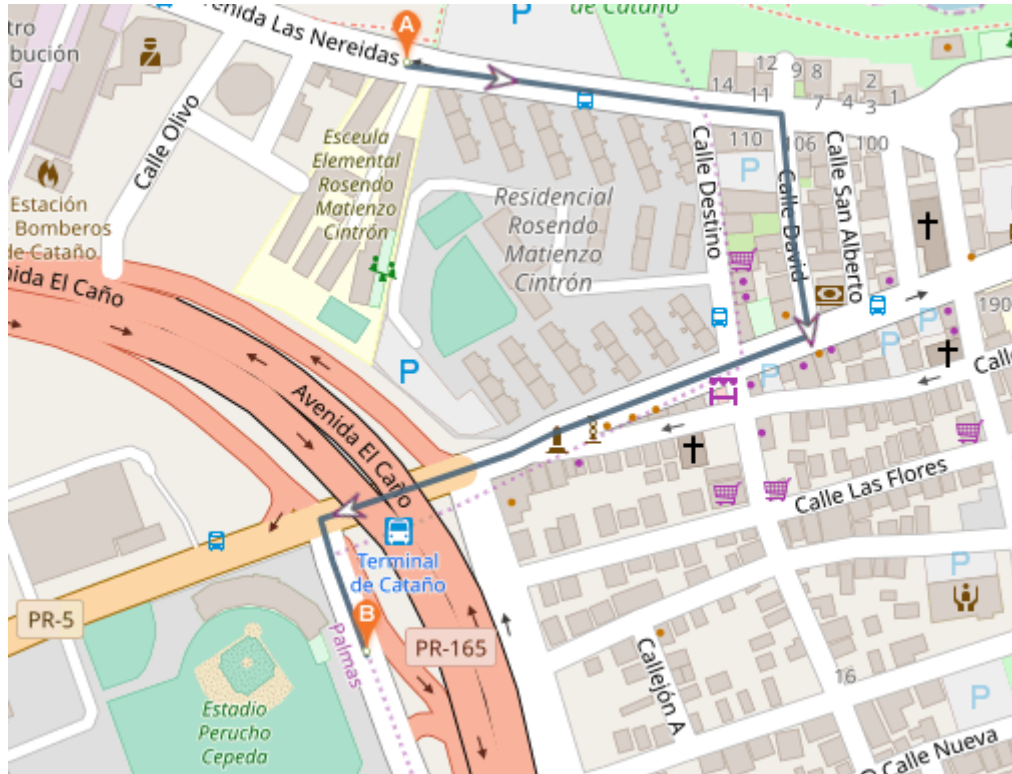 de Cataño
P
A
venida Las Nereidas
tro
bución
G
12
9
8
2
14
11
7
4
3
1
Calle Olivo
Esceula
Elemental
Rosendo
Matienzo
Cintrón
Residencial
Rosendo
Matienzo
Cintrón
Calle Destino
110
106
100
P
P
Calle David
Calle San Alberto
Estación
Bomberos
de Cataño
nida El Caño
190
P
P
P
P
Calle
Avenida El Caño
Calle Las Flores
Terminal
de Cataño
PR-5
B
PR-165
Palmas
P
Callejón A
16
P
Estadio
Perucho
Cepeda
Calle Nueva